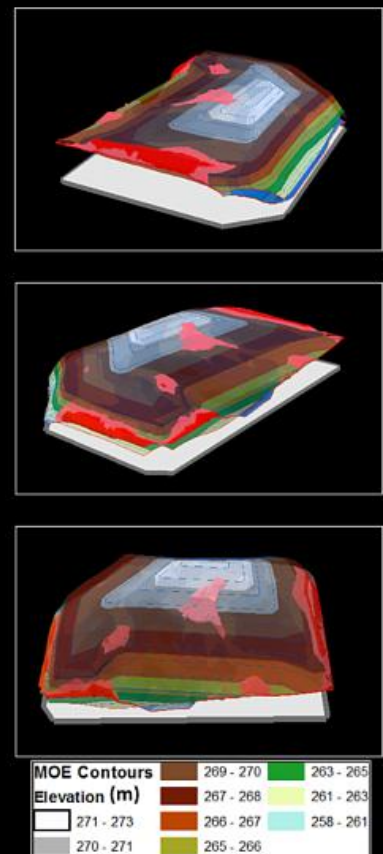 MOE Contours
Elevation (m)
271 - 273
270 - 271
269 - 270
267 - 268
266 - 267
265 - 266
263 - 265
261 - 263
258 - 261